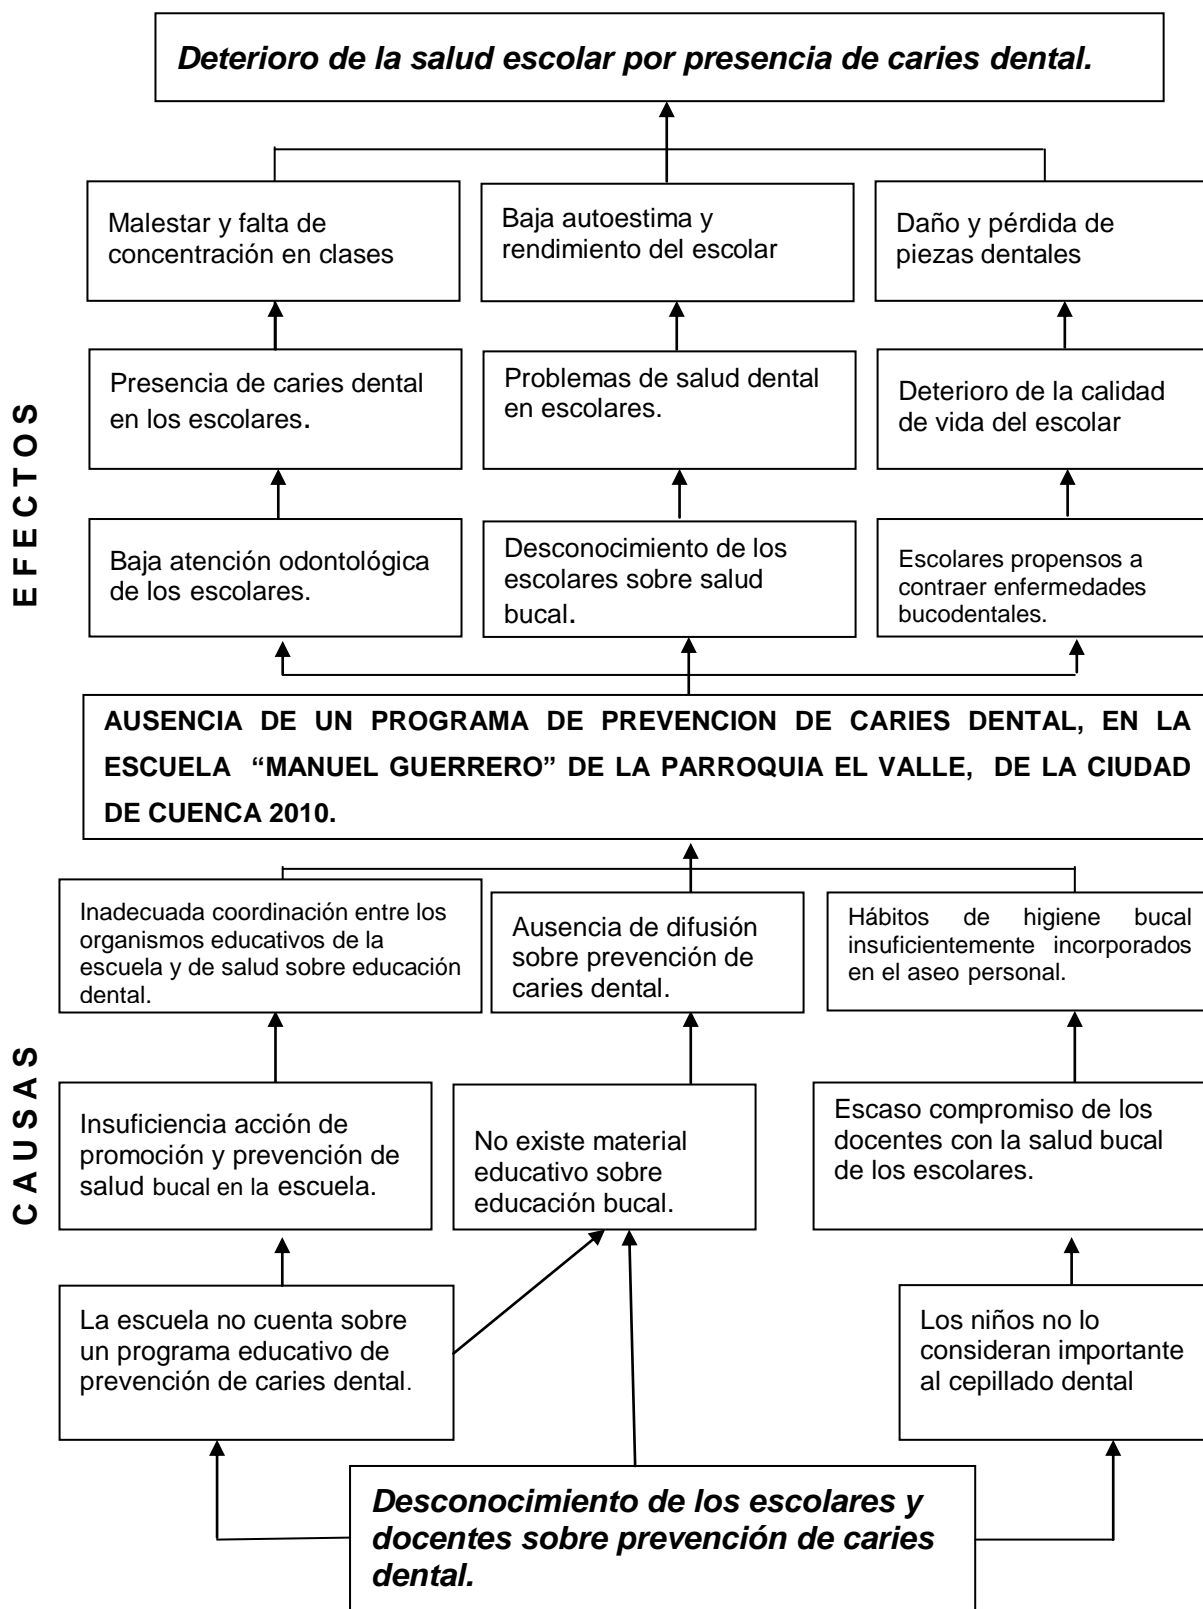 Deterioro de la salud escolar por presencia de caries dental.
Malestar y falta de
concentración en clases
Baja autoestima y
rendimiento del escolar
Daño y pérdida de
piezas dentales
Presencia de caries dental
en los escolares.
Problemas de salud dental
en escolares.
Deterioro de la calidad
de vida del escolar
EFECTOS
Baja atención odontológica
de los escolares.
Desconocimiento de los
escolares sobre salud
bucal.
Escolares propensos a
contraer enfermedades
bucodentales.
AUSENCIA DE UN PROGRAMA DE PREVENCION DE CARIES DENTAL, EN LA
ESCUELA “MANUEL GUERRERO” DE LA PARROQUIA EL VALLE, DE LA CIUDAD
DE CUENCA 2010.
Inadecuada coordinación entre los
organismos educativos de la
escuela y de salud sobre educación
dental.
Ausencia de difusión
sobre prevención de
caries dental.
Hábitos de higiene bucal
insuficientemente incorporados
en el aseo personal.
CAUSAS
Insuficiencia acción de
promoción y prevención de
salud bucal en la escuela.
No existe material
educativo sobre
educación bucal.
Escaso compromiso de los
docentes con la salud bucal
de los escolares.
La escuela no cuenta sobre
un programa educativo de
prevención de caries dental.
Los niños no lo
consideran importante
al cepillado dental
Desconocimiento de los escolares y
docentes sobre prevención de caries
dental.